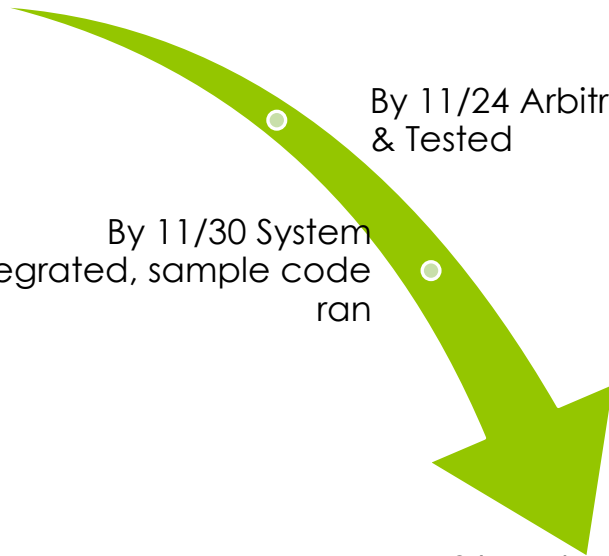 By 11/24 Arbitr
& Tested
By 11/30 System
egrated, sample code
ran